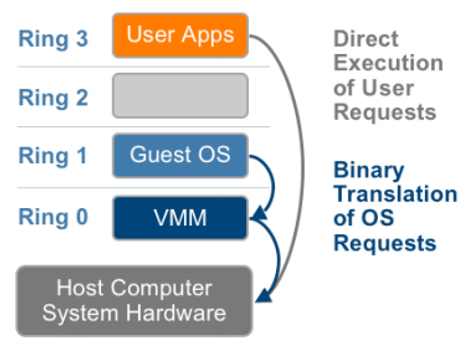 Ring 3
User Apps
Ring 2
Ring 1
Guest OS
Ring 0
VMM
Host Computer
System Hardware
Direct
Execution
of User
Requests
Binary
Translation
of OS
Requests